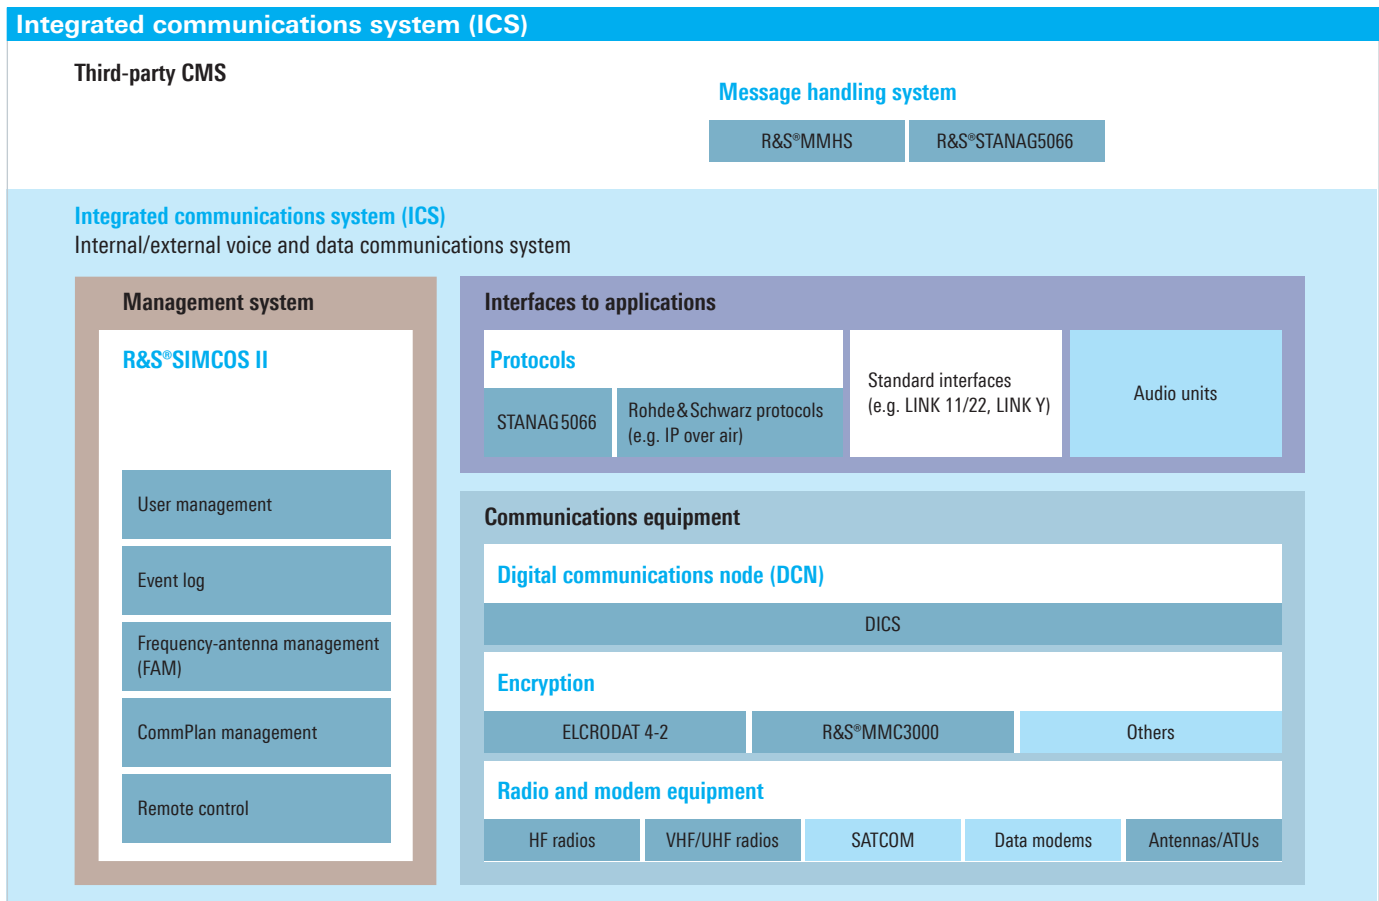 Integrated communications system (ICS)
Third-party CMS
Message handling system
R&S®MMHS
R&S®STANAG5066
Integrated communications system (ICS)
Internal/external voice and data communications system
Management system
R&S®SIMCOS II
User management
Event log
Frequency-antenna management
(FAM)
CommPlan management
Remote control
Interfaces to applications
Protocols
STANAG 5066
Rohde & Schwarz protocols
(e.g. IP over air)
Standard interfaces
(e.g. LINK 11/22, LINK Y)
Audio units
Communications equipment
Digital communications node (DCN)
DICS
Encryption
ELCRODAT 4-2
R&S®MMC3000
Others
Radio and modem equipment
HF radios
VHF/UHF radios
SATCOM
Data modems
Antennas/ATUs